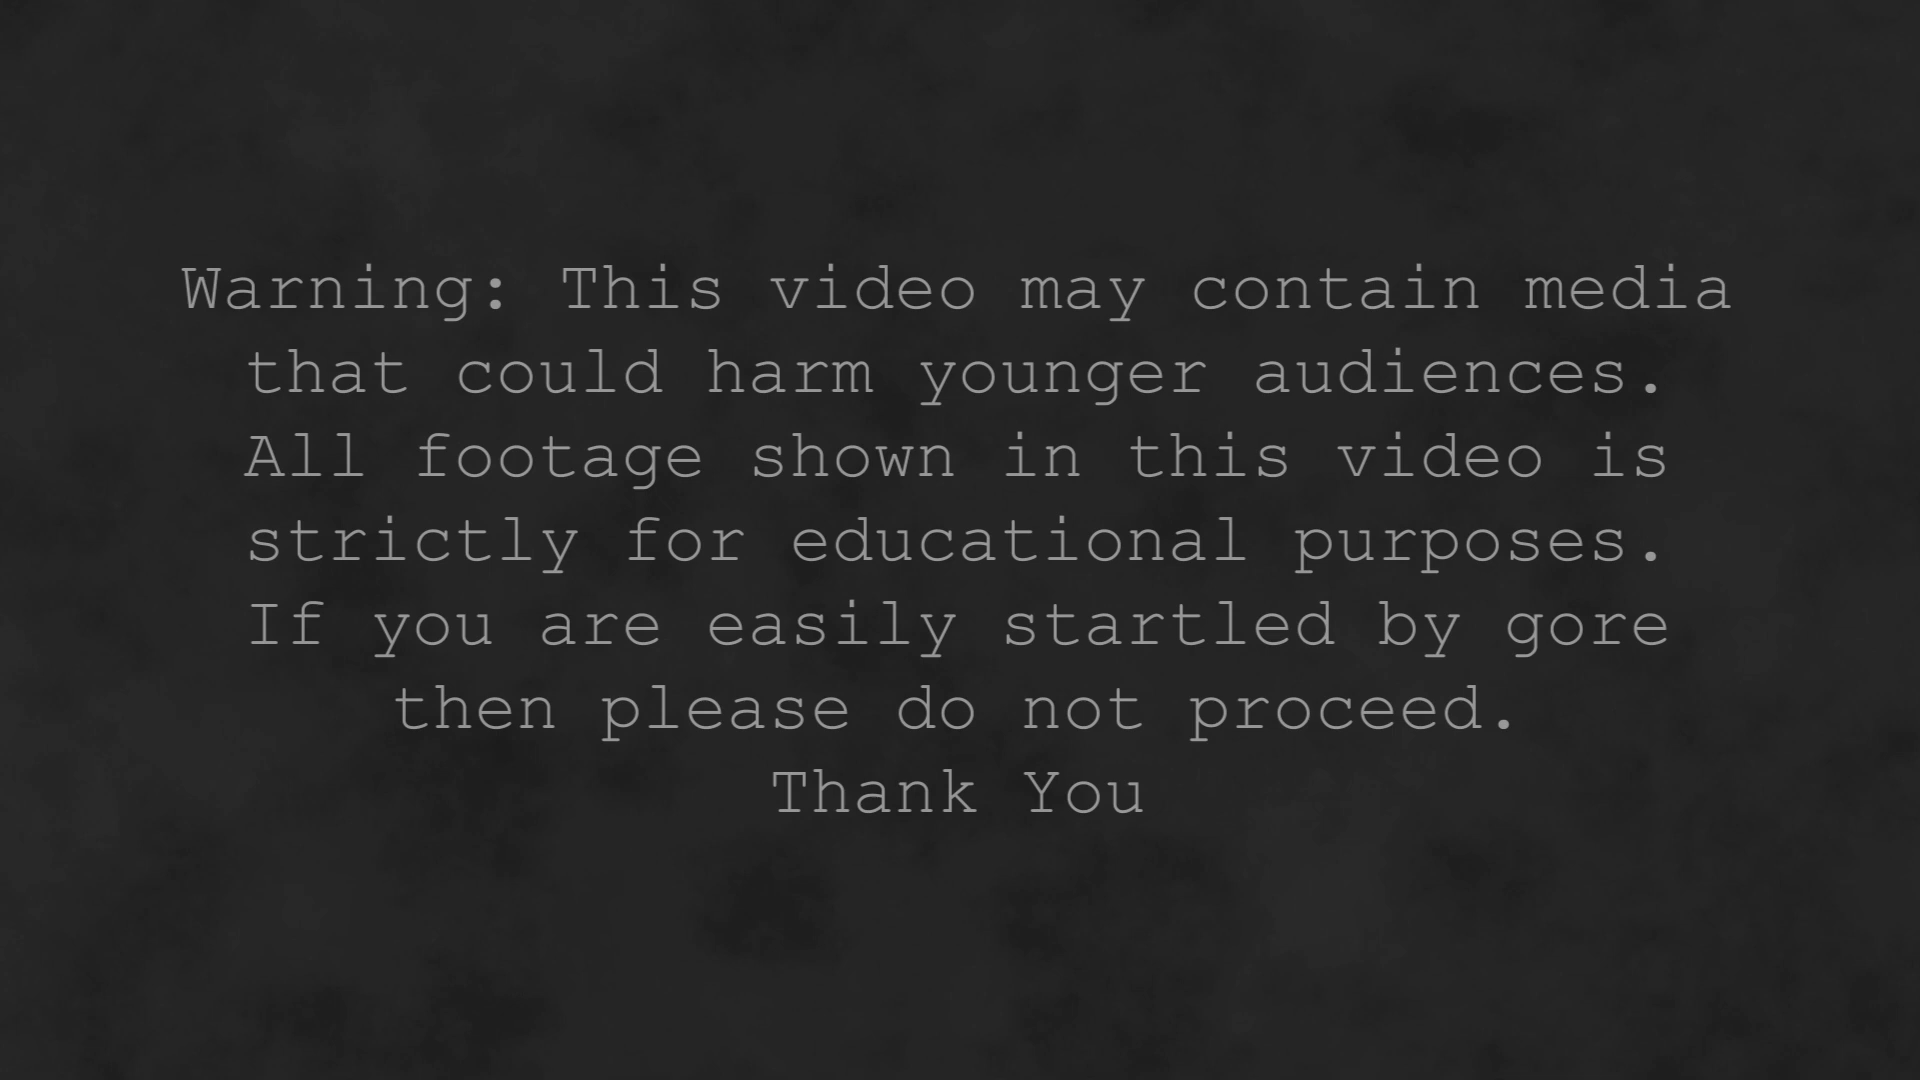 Warning: This video may contain media
that could harm younger audiences.
All footage shown in this video is
strictly for educational purposes.
If you are easily startled by gore
then please do not proceed.
Thank You